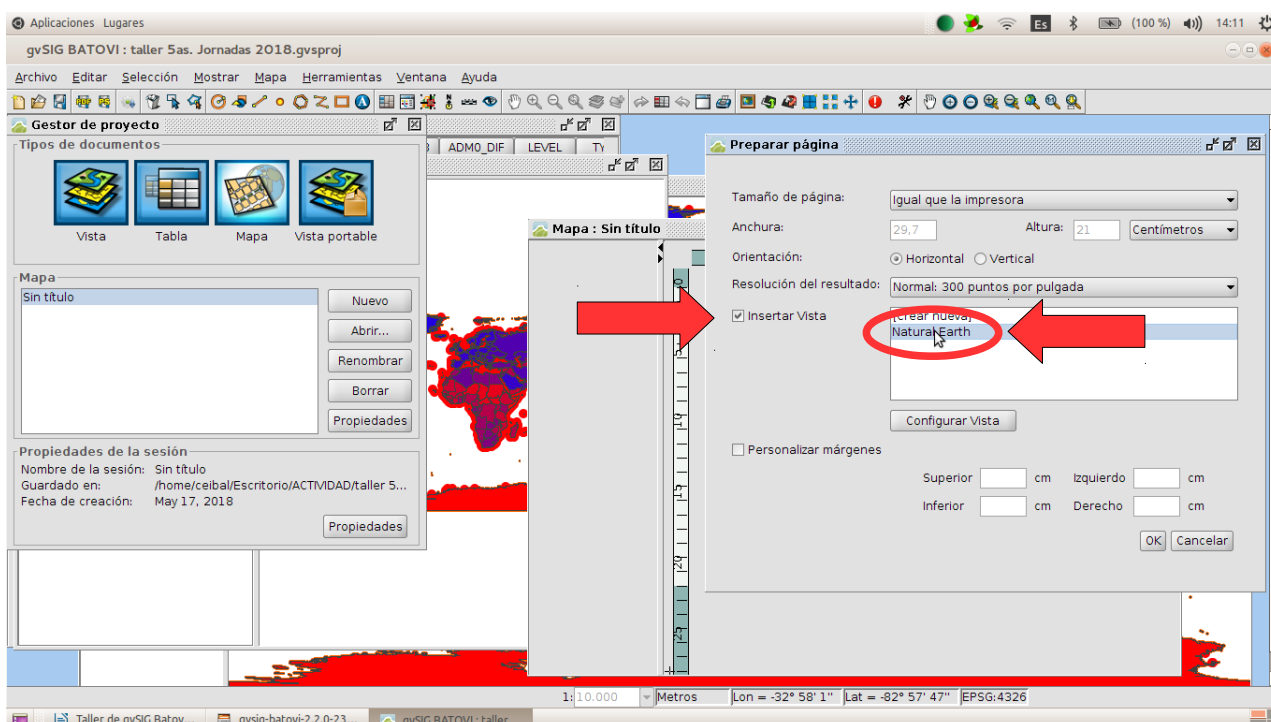 Aplicaciones Lugares
Es
(100 %)
14:11
gvSIG BATOVI : taller 5as. Jornadas 2018.gvsproj
Archivo Editar Selección Mostrar Mapa Herramientas Ventana Ayuda
Gestor de proyecto
Tipos de documentos
Vista
Tabla
Mapa
Vista portable
Mapa
Sin título
Nuevo
Abrir...
Renombrar
Borrar
Propiedades
Propiedades de la sesión
Nombre de la sesión: Sin título
Guardado en: /home/ceibal/Escritorio/ACTIVIDAD/taller 5...
Fecha de creación: May 17, 2018
Propiedades
ADM0_DIF LEVEL
Mapa : Sin título
0
5
10
15
20
25
Preparar página
Tamaño de página: Igual que la impresora
Anchura: 29,7 Altura: 21 Centímetros
Orientación: Horizontal Vertical
Resolución del resultado: Normal: 300 puntos por pulgada
Insertar Vista
[crear nueva]
Natural Earth
Configurar Vista
Personalizar márgenes
Superior cm Izquierdo cm
Inferior cm Derecho cm
OK Cancelar
1: 10.000 Metros Lon = -32° 58' 1" Lat = -82° 57' 47" EPSG:4326
Taller de gvSIG Batov... gvsig-batovi-2.2.0-23... gvSIG BATOVI : taller